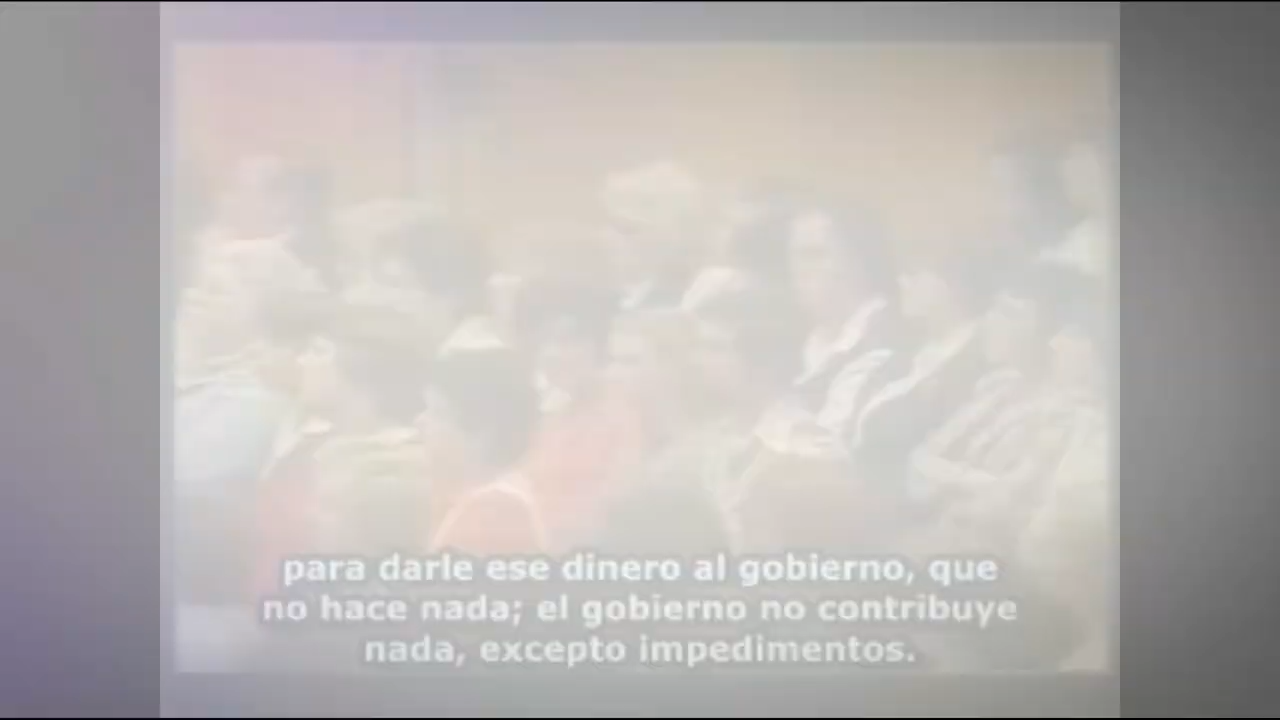 para darle ese dinero al gobierno, que
no hace nada; el gobierno no contribuye
nada, excepto impedimentos.